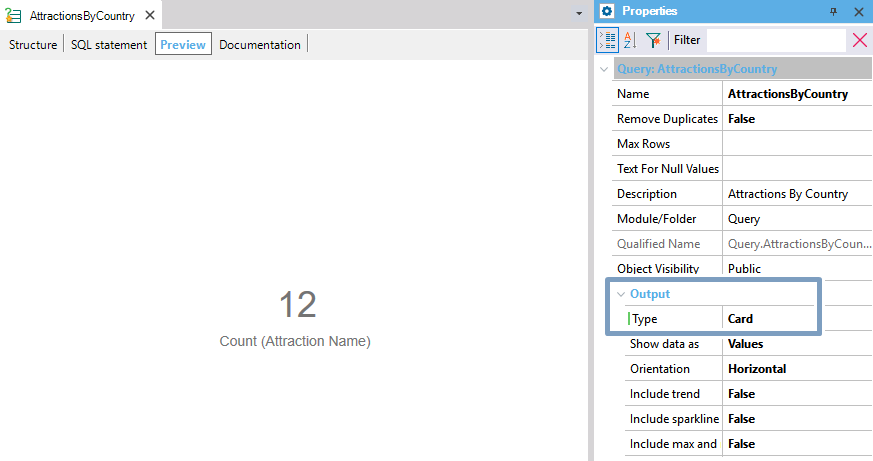 AttractionsByCountry
Structure SQL statement Preview Documentation
12
Count (Attraction Name)
Properties
Filter
Query: AttractionsByCountry
Name AttractionsByCountry
Remove Duplicates False
Max Rows
Text For Null Values
Description Attractions By Country
Module/Folder Query
Qualified Name Query.AttractionsByCoun...
Object Visibility Public
Output
Type Card
Show data as Values
Orientation Horizontal
Include trend False
Include sparkline False
Include max and False